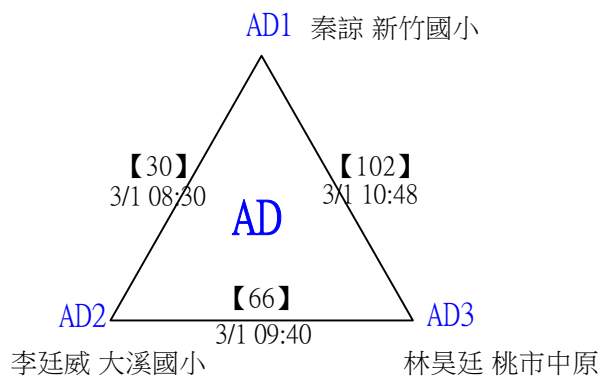 AD1 秦諒 新竹國小
【30】
3/1 08:30
【102】
3/1 10:48
AD
【66】
3/1 09:40
AD2
AD3
李廷威 大溪國小
林昊廷 桃市中原